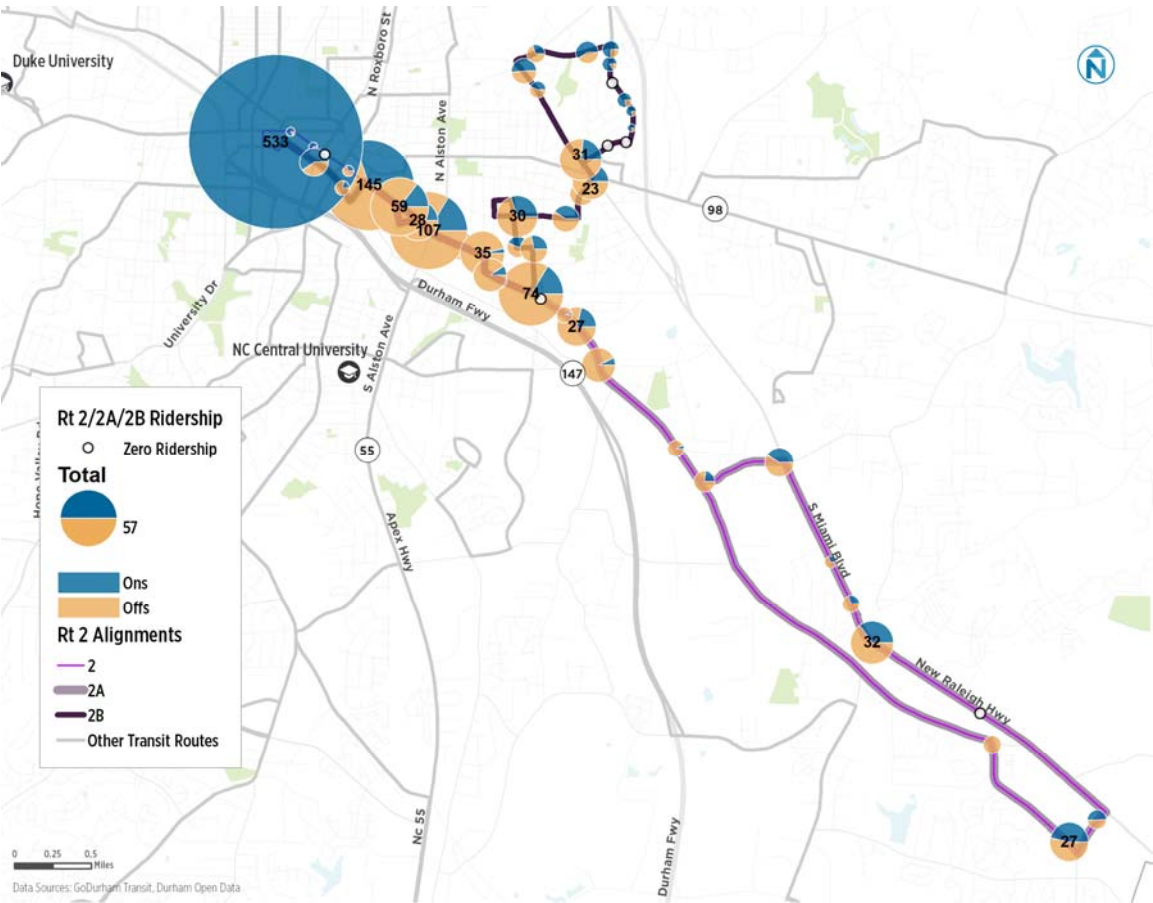 Duke University
N Roxboro St
N
533
N Alston Ave
31
145
23
59
30
98
28
107
35
74
Durham Fwy
University Dr
27
NC Central University
S Alston Ave
147
Rt 2/2A/2B Ridership
Zero Ridership
55
Total
57
S Miami Blvd
Apex Hwy
Ons
Offs
Rt 2 Alignments
32
2
2A
New Raleigh Hwy
2B
Other Transit Routes
Nc 55
Durham Fwy
27
0 0.25 0.5
Miles
Data Sources: GoDurham Transit, Durham Open Data